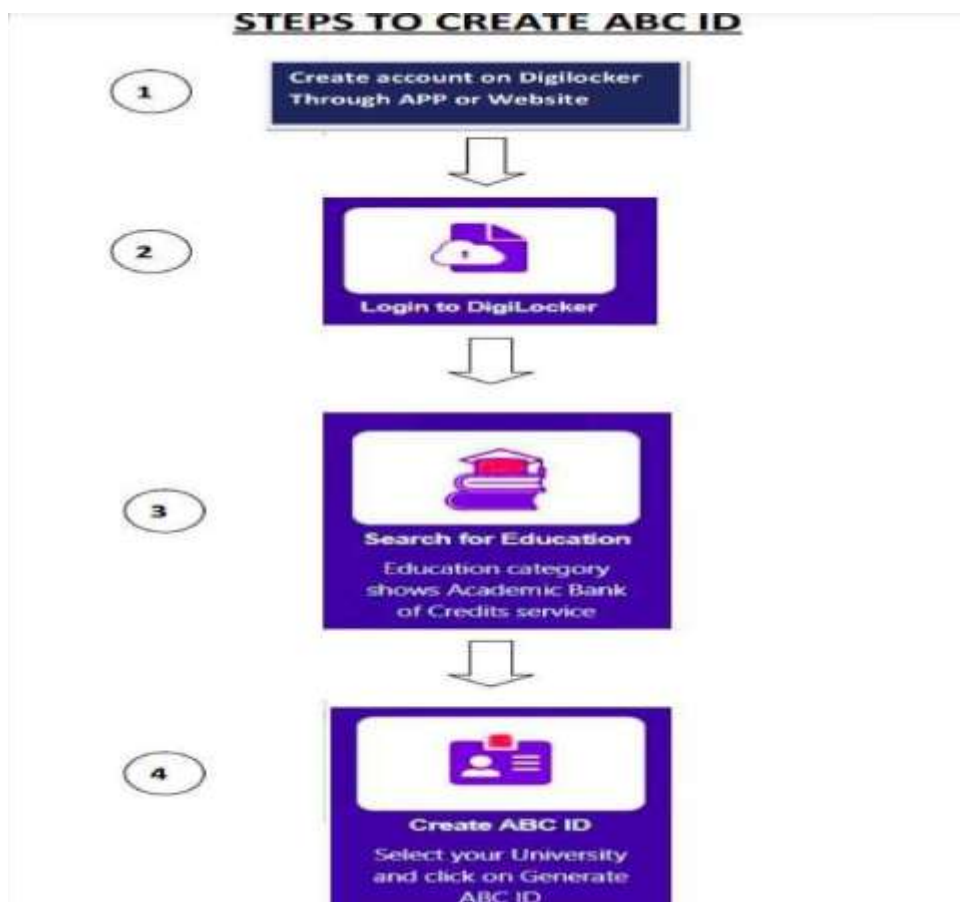 STEPS TO CREATE ABC ID
1
Create account on Digilocker
Through APP or Website
2
Login to DigiLocker
3
Search for Education
Education category
shows Academic Bank
of Credits service
4
Create ABC ID
Select your University
and click on Generate
ABC ID